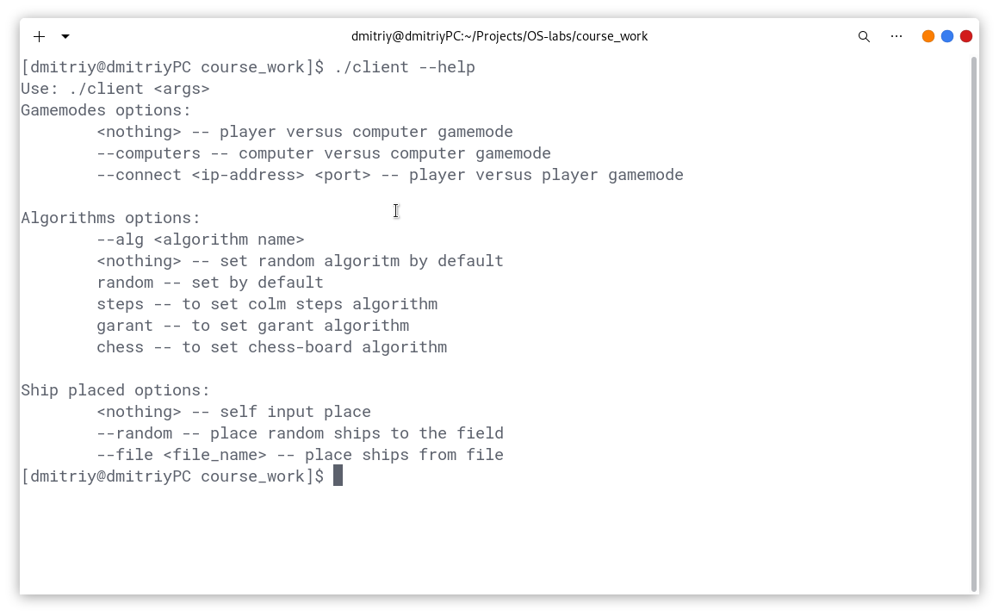 dmitriy@dmitriyPC:~/Projects/OS-labs/course_work
[dmitriy@dmitriyPC course_work]$ ./client --help
Use: ./client <args>
Gamemodes options:
<nothing> -- player versus computer gamemode
--computers -- computer versus computer gamemode
--connect <ip-address> <port> -- player versus player gamemode
Algorithms options:
--alg <algorithm name>
<nothing> -- set random algoritm by default
random -- set by default
steps -- to set colm steps algorithm
garant -- to set garant algorithm
chess -- to set chess-board algorithm
Ship placed options:
<nothing> -- self input place
--random -- place random ships to the field
--file <file_name> -- place ships from file
[dmitriy@dmitriyPC course_work]$